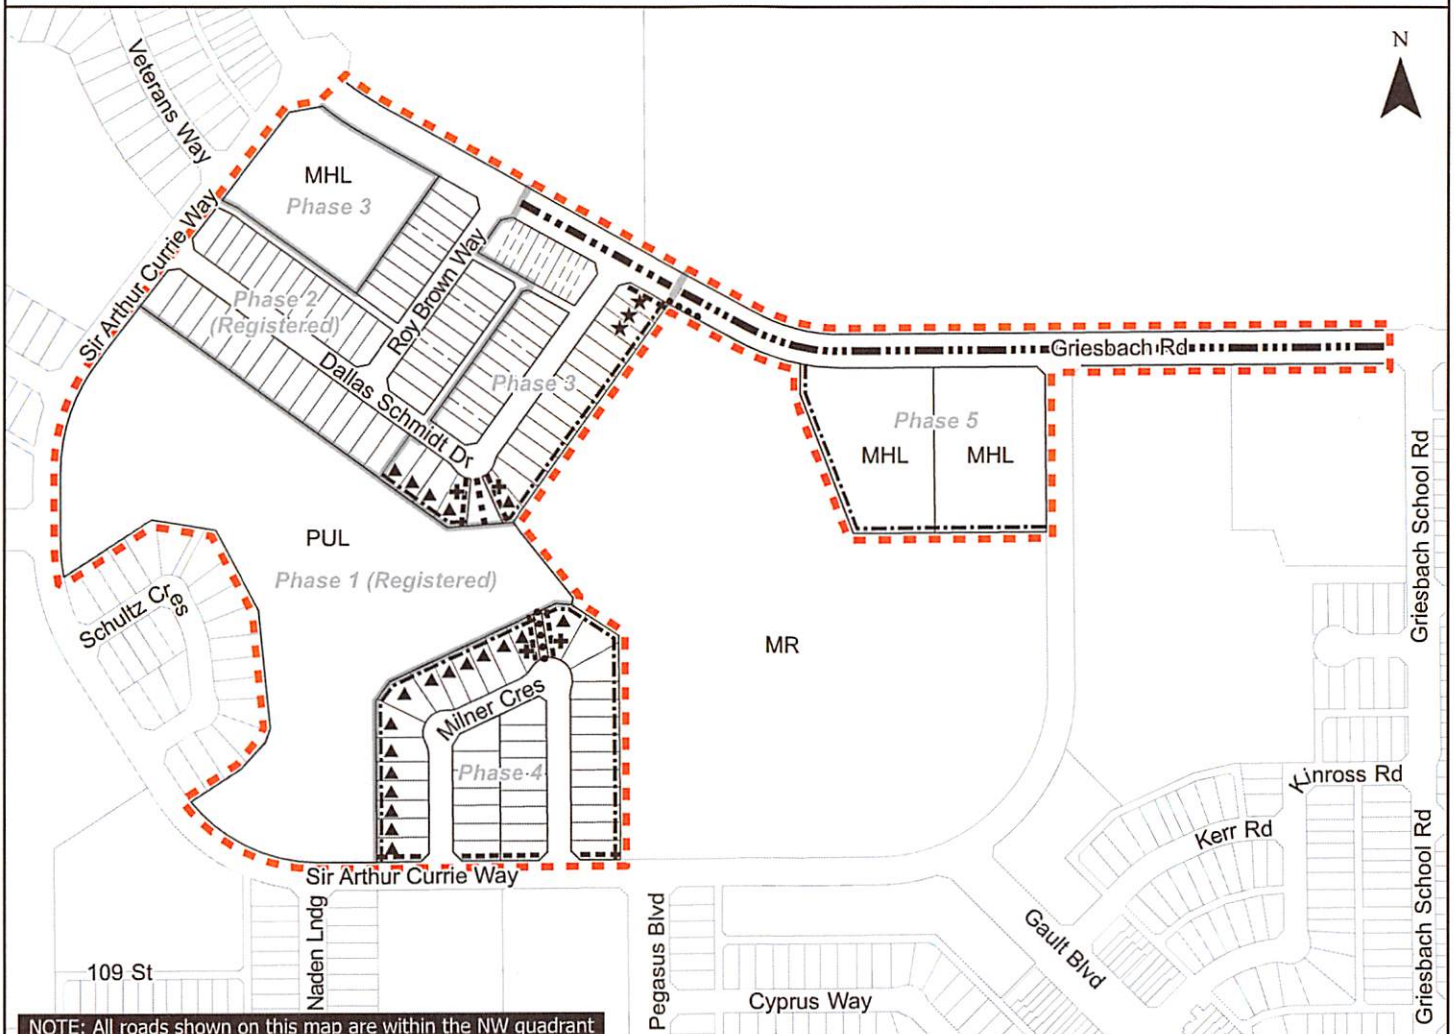 N
Veterans Way
MHL
Phase 3
Sir Arthur Currie Way
Roy Brown Way
Phase 2
(Registered)
Griesbach Rd
Dallas Schmidt Dr
Phase 3
Phase 5
MHL
MHL
Griesbach School Rd
PUL
Phase 1 (Registered)
Schultz Cres
MR
Milner Cres
Phase 4
Kinross Rd
Kerr Rd
Sir Arthur Currie Way
Griesbach School Rd
Naden Lndg
Pegasus Blvd
Gault Blvd
109 St
Cyprus Way
NOTE: All roads shown on this map are within the NW quadrant